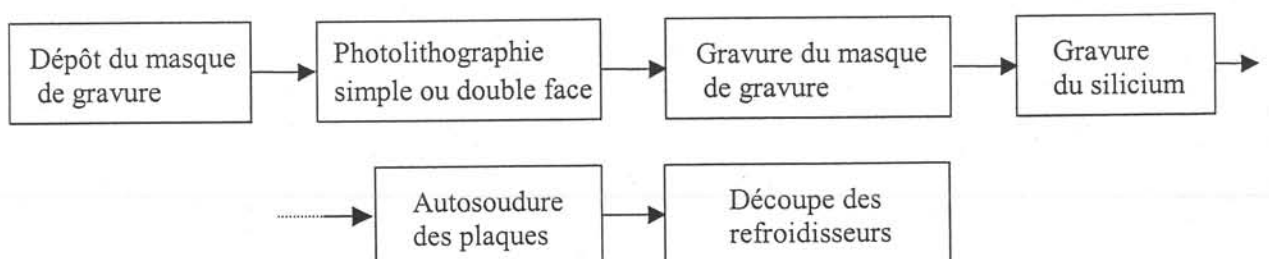 Dépôt du masque
de gravure
Photolithographie
simple ou double face
Gravure du masque
de gravure
Gravure
du silicium
Autosoudure
des plaques
Découpe des
refroidisseurs